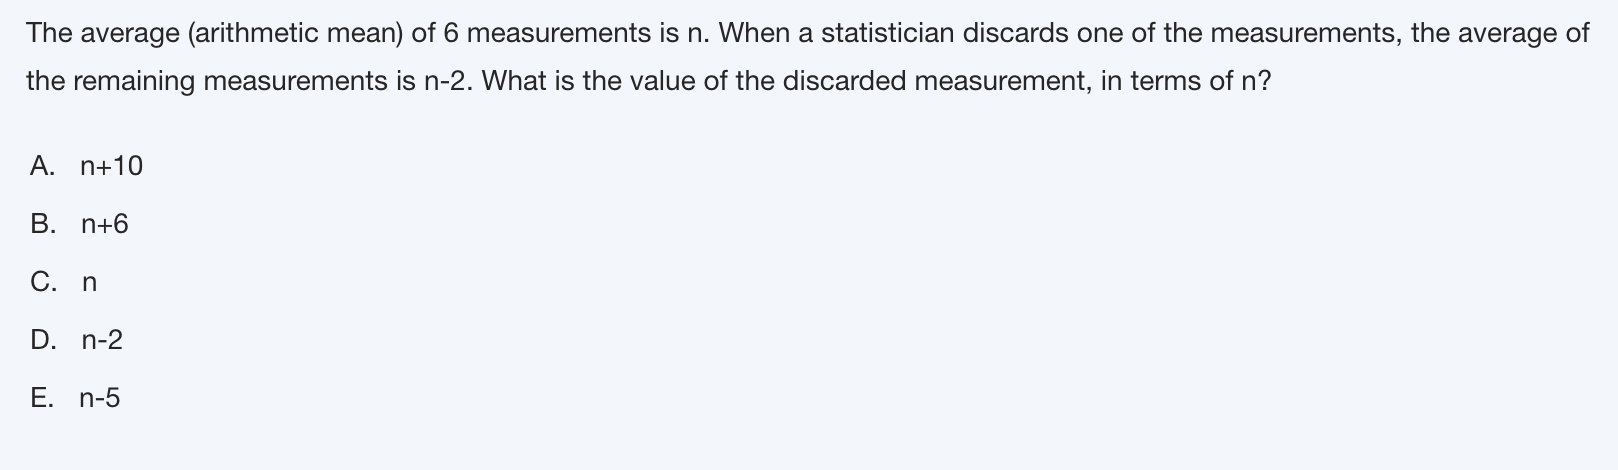 The average (arithmetic mean) of 6 measurements is n. When a statistician discards one of the measurements, the average of
the remaining measurements is n-2. What is the value of the discarded measurement, in terms of n?
A. n+10
B. n+6
C. n
D. n-2
E. n-5